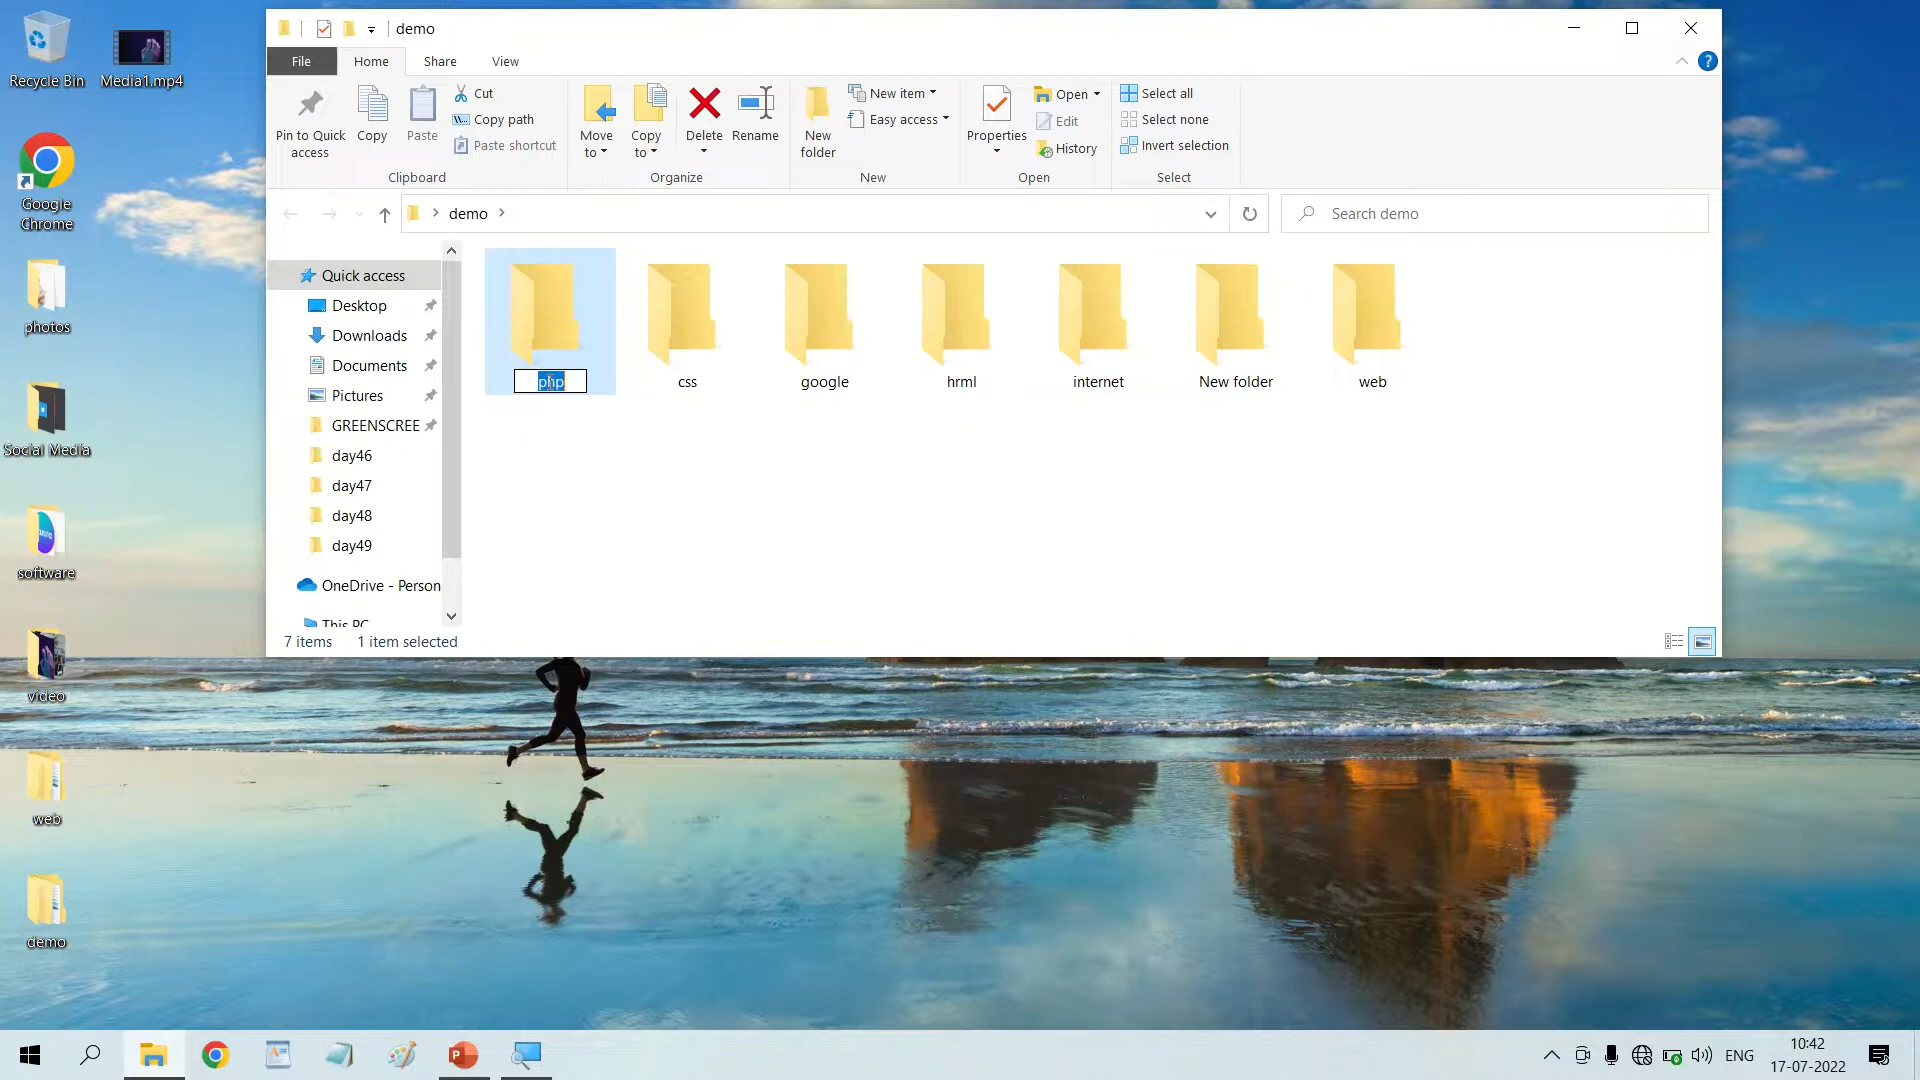 Recycle Bin
Media1.mp4
Google
Chrome
photos
Social Media
software
video
web
demo
demo
File
Home
Share
View
?
Pin to Quick
access
Copy
Paste
Cut
Copy path
Paste shortcut
Clipboard
Move
to
Copy
to
Delete
Rename
Organize
New
folder
New item
Easy access
New
Properties
Open
Edit
History
Open
Select all
Select none
Invert selection
Select
demo
Search demo
Quick access
Desktop
Downloads
Documents
Pictures
GREENSCREE
day46
day47
day48
day49
OneDrive - Person
This PC
php
css
google
hrml
internet
New folder
web
7 items
1 item selected
P
ENG
10:42
17-07-2022